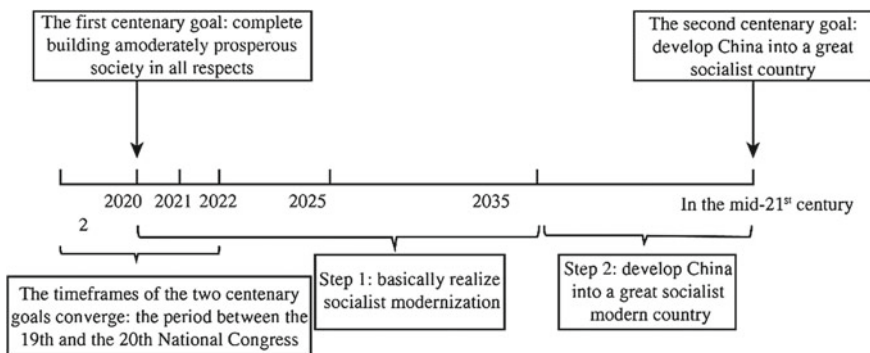 The first centenary goal: complete
building amoderately prosperous
society in all respects
The second centenary goal:
develop China into a great
socialist country
2020 2021 2022 2025 2035 In the mid-21st century
2
Step 1: basically realize
socialist modernization
Step 2: develop China
into a great socialist
modern country
The timeframes of the two centenary
goals converge: the period between the
19th and the 20th National Congress